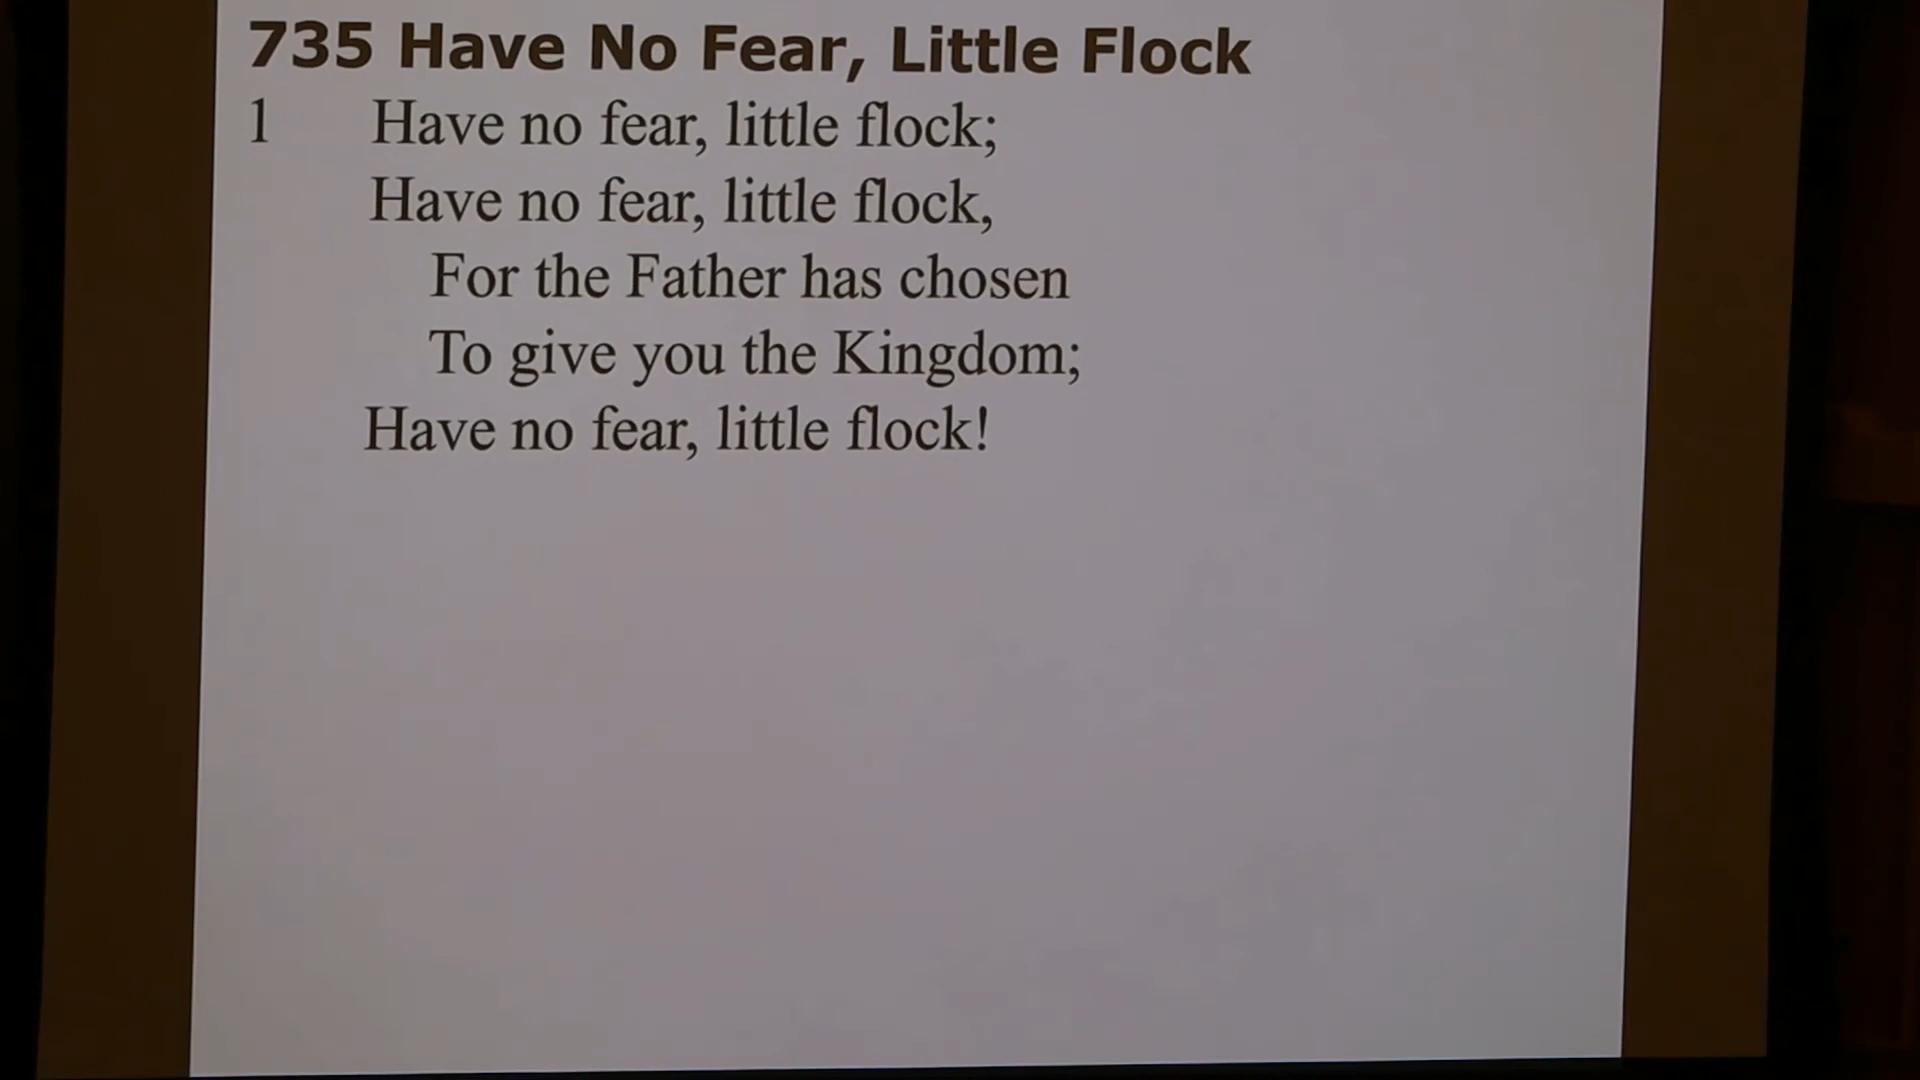 735 Have No Fear, Little Flock
1 Have no fear, little flock;
Have no fear, little flock,
For the Father has chosen
To give you the Kingdom;
Have no fear, little flock!